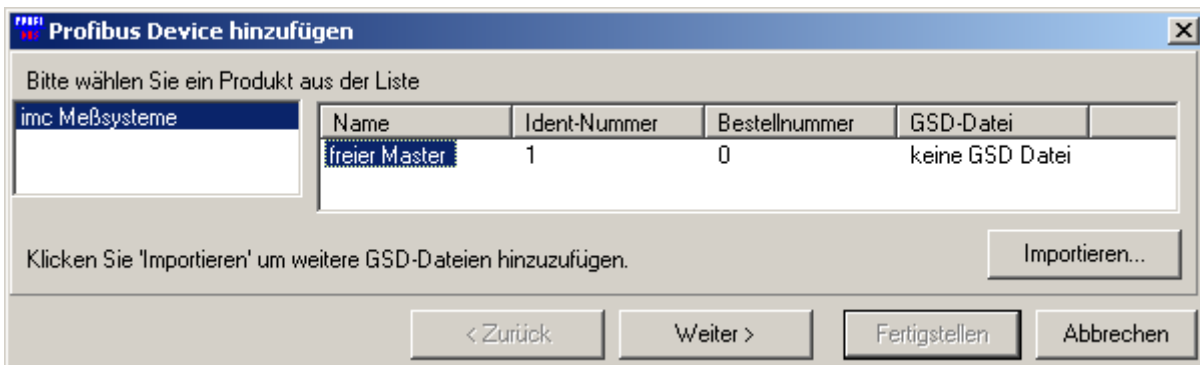 PROFI
BUS
Profibus Device hinzufügen
Bitte wählen Sie ein Produkt aus der Liste
imc Meßsysteme
Name Ident-Nummer Bestellnummer GSD-Datei
freier Master 1 0 keine GSD Datei
Klicken Sie 'Importieren' um weitere GSD-Dateien hinzuzufügen.
Importieren...
< Zurück Weiter > Fertigstellen Abbrechen